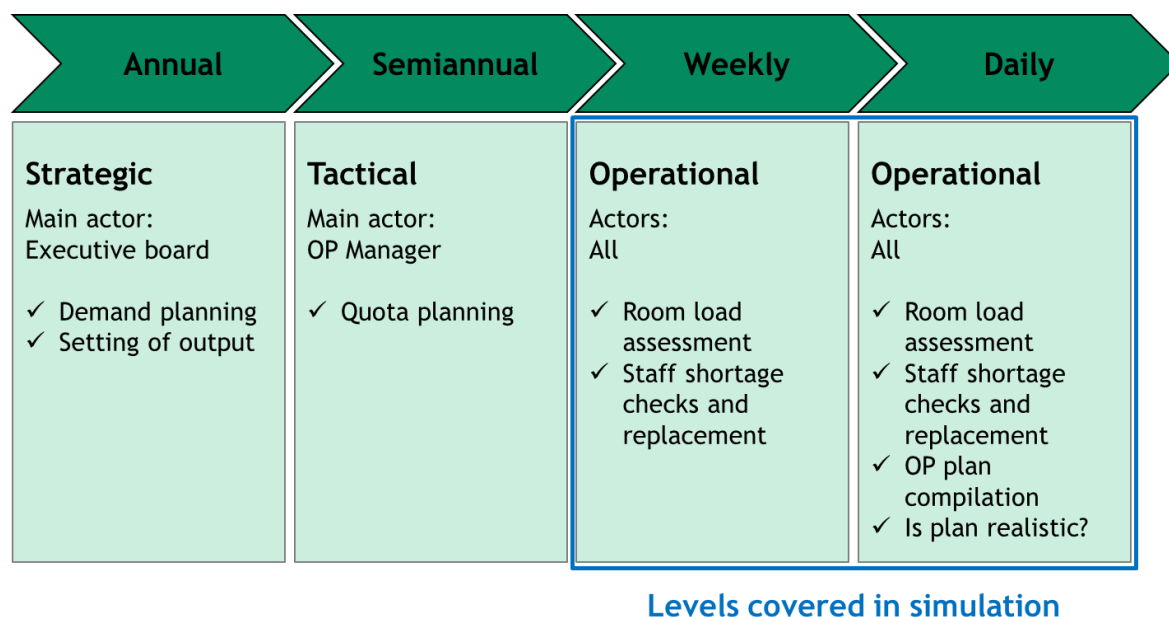 Annual
Semiannual
Weekly
Daily
Strategic
Main actor:
Executive board
✓ Demand planning
✓ Setting of output
Tactical
Main actor:
OP Manager
✓ Quota planning
Operational
Actors:
All
✓ Room load
assessment
✓ Staff shortage
checks and
replacement
Operational
Actors:
All
✓ Room load
assessment
✓ Staff shortage
checks and
replacement
✓ OP plan
compilation
✓ Is plan realistic?
Levels covered in simulation